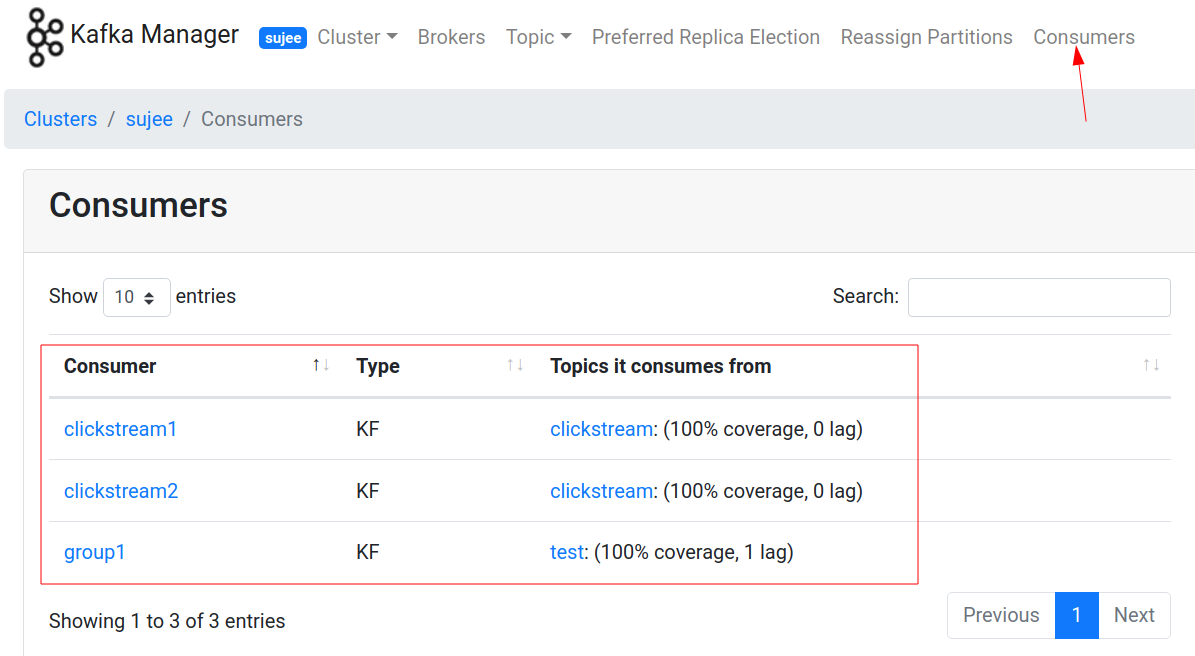 Kafka Manager sujee Cluster Brokers Topic Preferred Replica Election Reassign Partitions Consumers
Clusters / sujee / Consumers
Consumers
Show 10 entries Search:
Consumer ↑↓ Type ↑↓ Topics it consumes from ↑↓
clickstream1 KF clickstream: (100% coverage, 0 lag)
clickstream2 KF clickstream: (100% coverage, 0 lag)
group1 KF test: (100% coverage, 1 lag)
Showing 1 to 3 of 3 entries Previous 1 Next